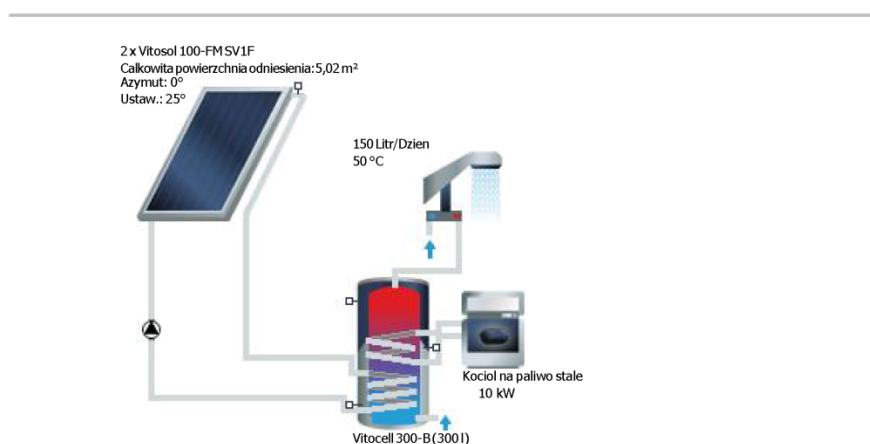 2 x Vitosol 100-FM SV1F
Calkowita powierzchnia odniesienia: 5,02 m²
Azymut: 0°
Ustaw.: 25°
150 Litr/Dzien
50 °C
Kociol na paliwo stale
10 kW
Vitocell 300-B (300 l)